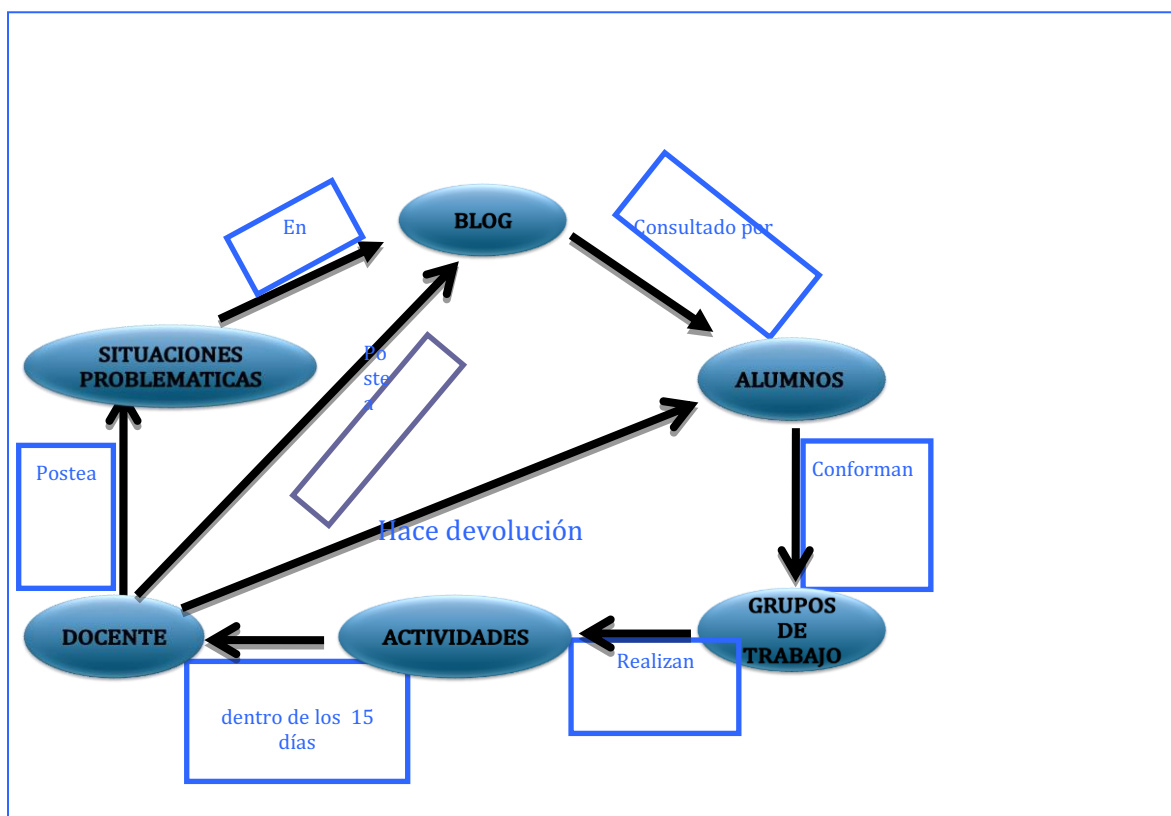 En
BLOG
Consultado por
SITUACIONES
PROBLEMATICAS
Po
ste
a
ALUMNOS
Postea
Conforman
Hace devolución
DOCENTE
ACTIVIDADES
GRUPOS
DE
TRABAJO
Realizan
dentro de los 15
días